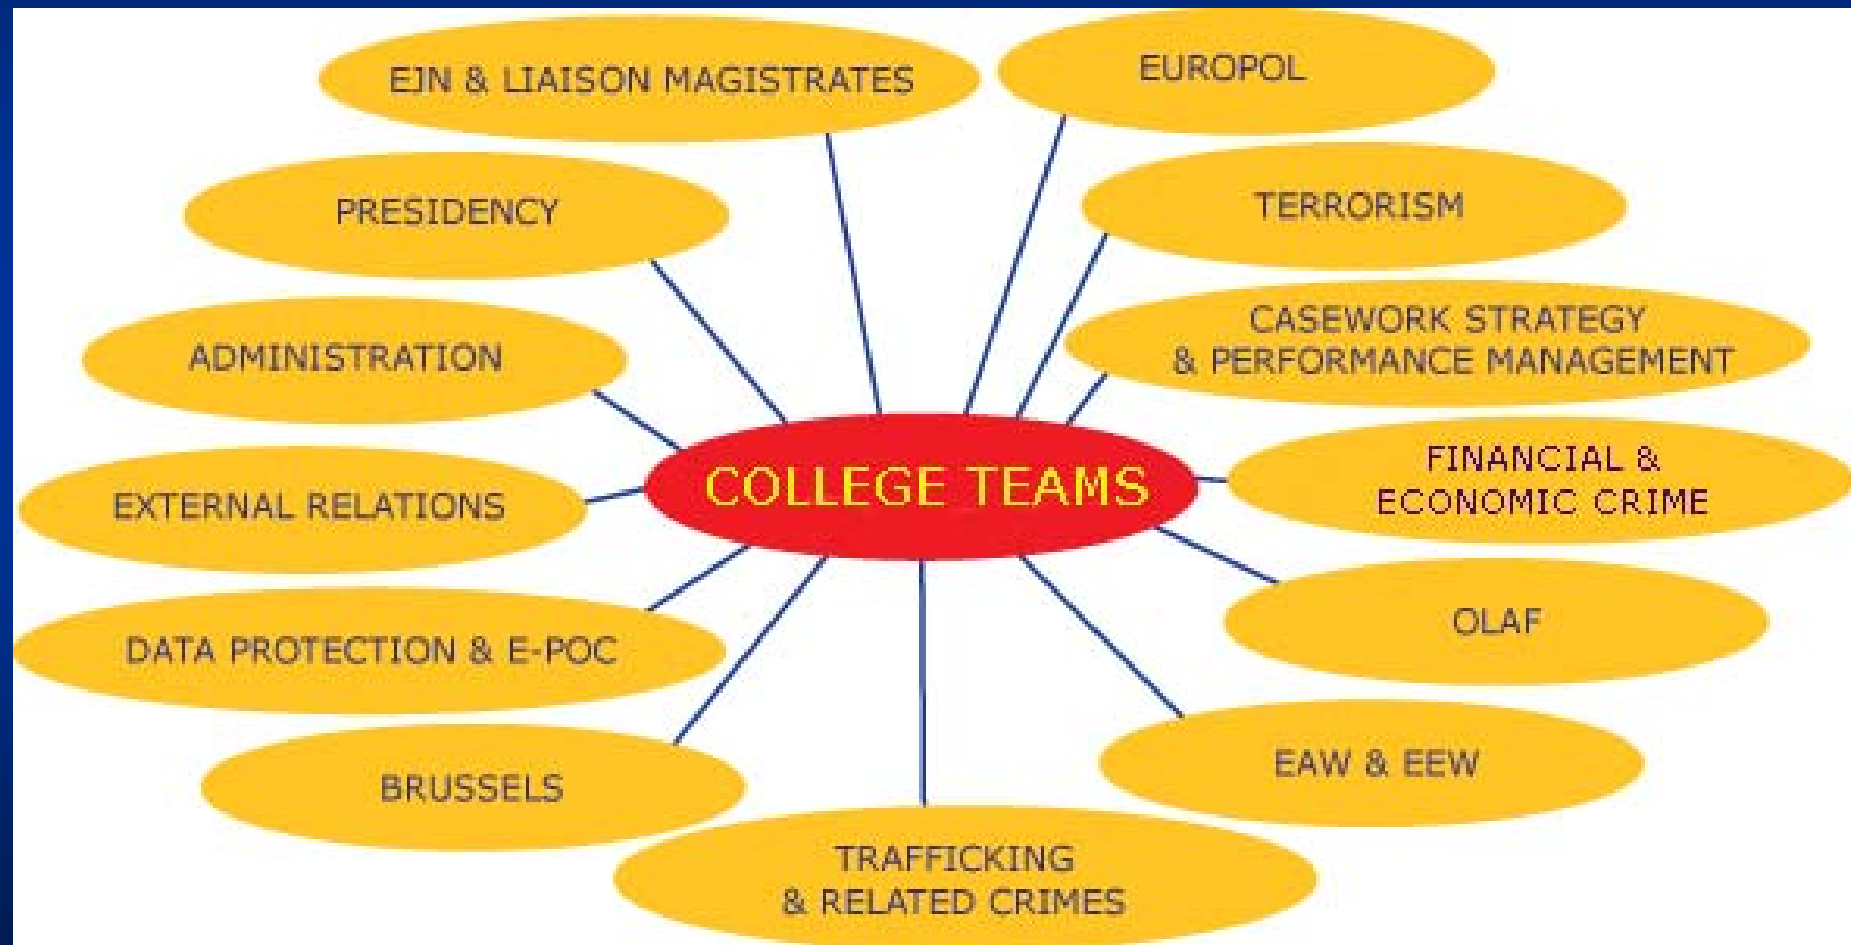 EJN & LIAISON MAGISTRATES
EUROPOL
PRESIDENCY
TERRORISM
ADMINISTRATION
CASEWORK STRATEGY
& PERFORMANCE MANAGEMENT
COLLEGE TEAMS
FINANCIAL &
ECONOMIC CRIME
EXTERNAL RELATIONS
OLAF
DATA PROTECTION & E-POC
EAW & EEW
BRUSSELS
TRAFFICKING
& RELATED CRIMES